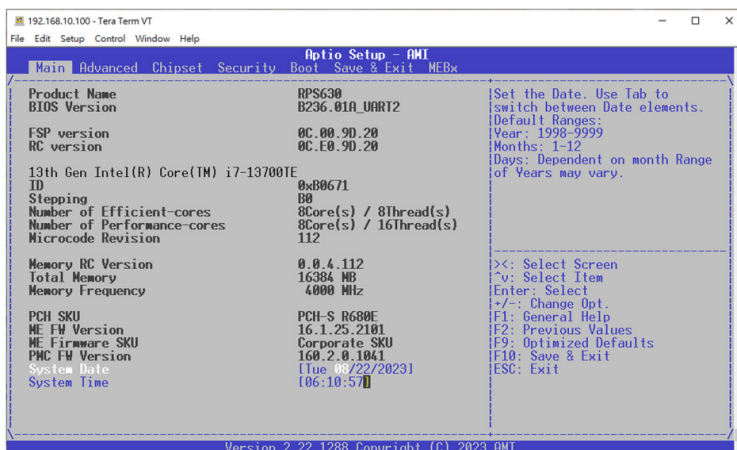 192.168.10.100 - Tera Term VT
File Edit Setup Control Window Help
Aptio Setup - AMI
Main Advanced Chipset Security Boot Save & Exit MEBx
Product Name RPS630
BIOS Version B236.01A_UART2
FSP version 0C.00.9D.20
RC version 0C.E0.9D.20
13th Gen Intel(R) Core(TM) i7-13700TE
ID 0xB0671
Stepping B0
Number of Efficient-cores 8Core(s) / 8Thread(s)
Number of Performance-cores 8Core(s) / 16Thread(s)
Microcode Revision 112
Memory RC Version 0.0.4.112
Total Memory 16384 MB
Memory Frequency 4000 MHz
PCH SKU PCH-S R680E
ME FW Version 16.1.25.2101
ME Firmware SKU Corporate SKU
PMC FW Version 160.2.0.1041
System Date [Tue 08/22/2023]
System Time [06:10:57]
Set the Date. Use Tab to
switch between Date elements.
Default Ranges:
Year: 1998-9999
Months: 1-12
Days: Dependent on month Range
of Years may vary.
><: Select Screen
^v: Select Item
Enter: Select
+/-: Change Opt.
F1: General Help
F2: Previous Values
F9: Optimized Defaults
F10: Save & Exit
ESC: Exit
Version 2.22.1288 Copyright (C) 2023 AMI